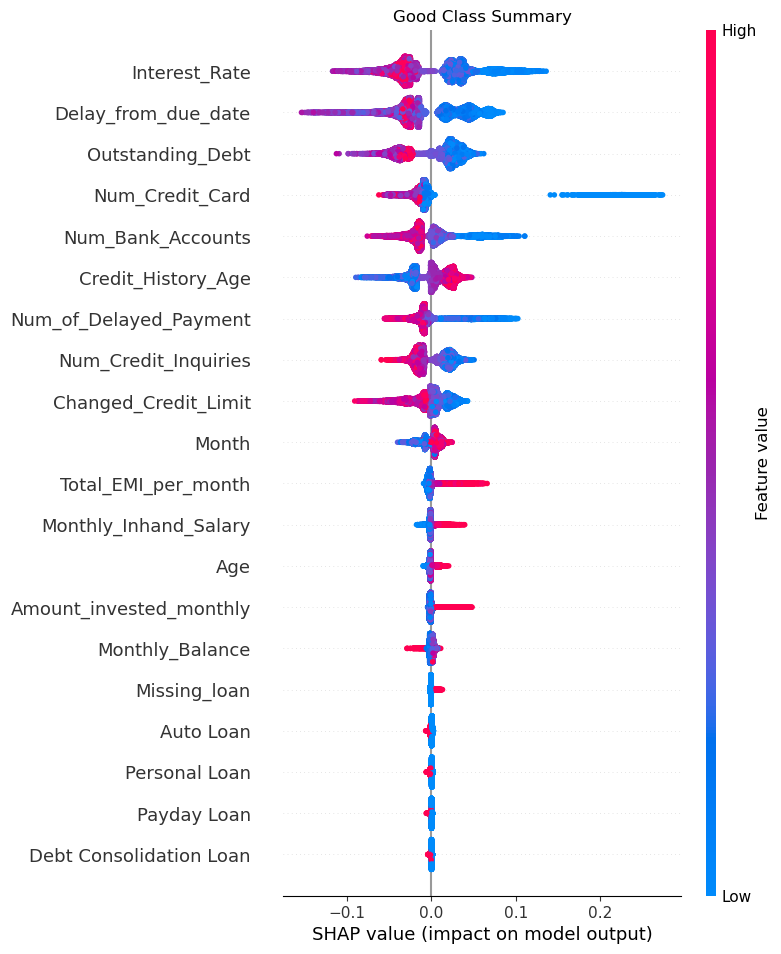 Good Class Summary
High
Interest_Rate
Delay_from_due_date
Outstanding_Debt
Num_Credit_Card
Num_Bank_Accounts
Credit_History_Age
Num_of_Delayed_Payment
Num_Credit_Inquiries
Changed_Credit_Limit
Month
Total_EMI_per_month
Monthly_Inhand_Salary
Age
Amount_invested_monthly
Monthly_Balance
Missing_loan
Auto Loan
Personal Loan
Payday Loan
Debt Consolidation Loan
Feature value
Low
−0.1 0.0 0.1 0.2
SHAP value (impact on model output)